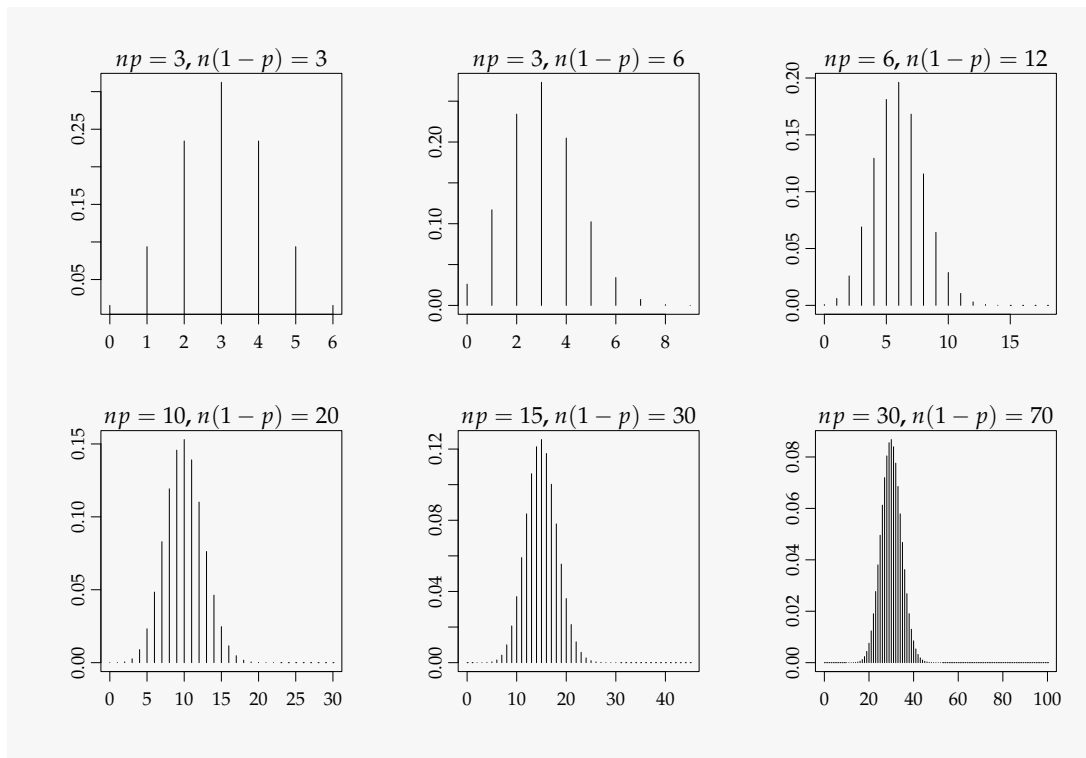 np = 3, n(1 − p) = 3
0.05 0.15 0.25
0 1 2 3 4 5 6
np = 3, n(1 − p) = 6
0.00 0.10 0.20
0 2 4 6 8
np = 6, n(1 − p) = 12
0.00 0.05 0.10 0.15 0.20
0 5 10 15
np = 10, n(1 − p) = 20
0.00 0.05 0.10 0.15
0 5 10 15 20 25 30
np = 15, n(1 − p) = 30
0.00 0.04 0.08 0.12
0 10 20 30 40
np = 30, n(1 − p) = 70
0.00 0.02 0.04 0.06 0.08
0 20 40 60 80 100